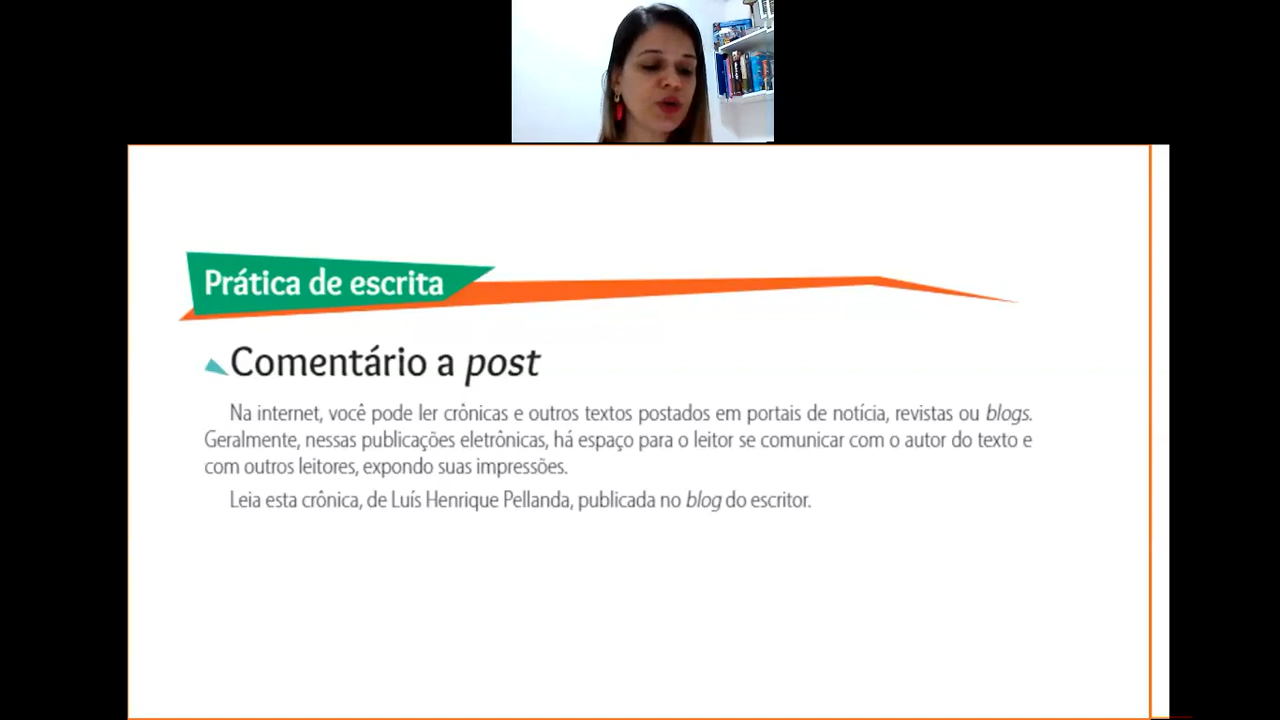 Prática de escrita
Comentário a post
Na internet, você pode ler crônicas e outros textos postados em portais de notícia, revistas ou blogs.
Geralmente, nessas publicações eletrônicas, há espaço para o leitor se comunicar com o autor do texto e
com outros leitores, expondo suas impressões.
Leia esta crônica, de Luís Henrique Pellanda, publicada no blog do escritor.